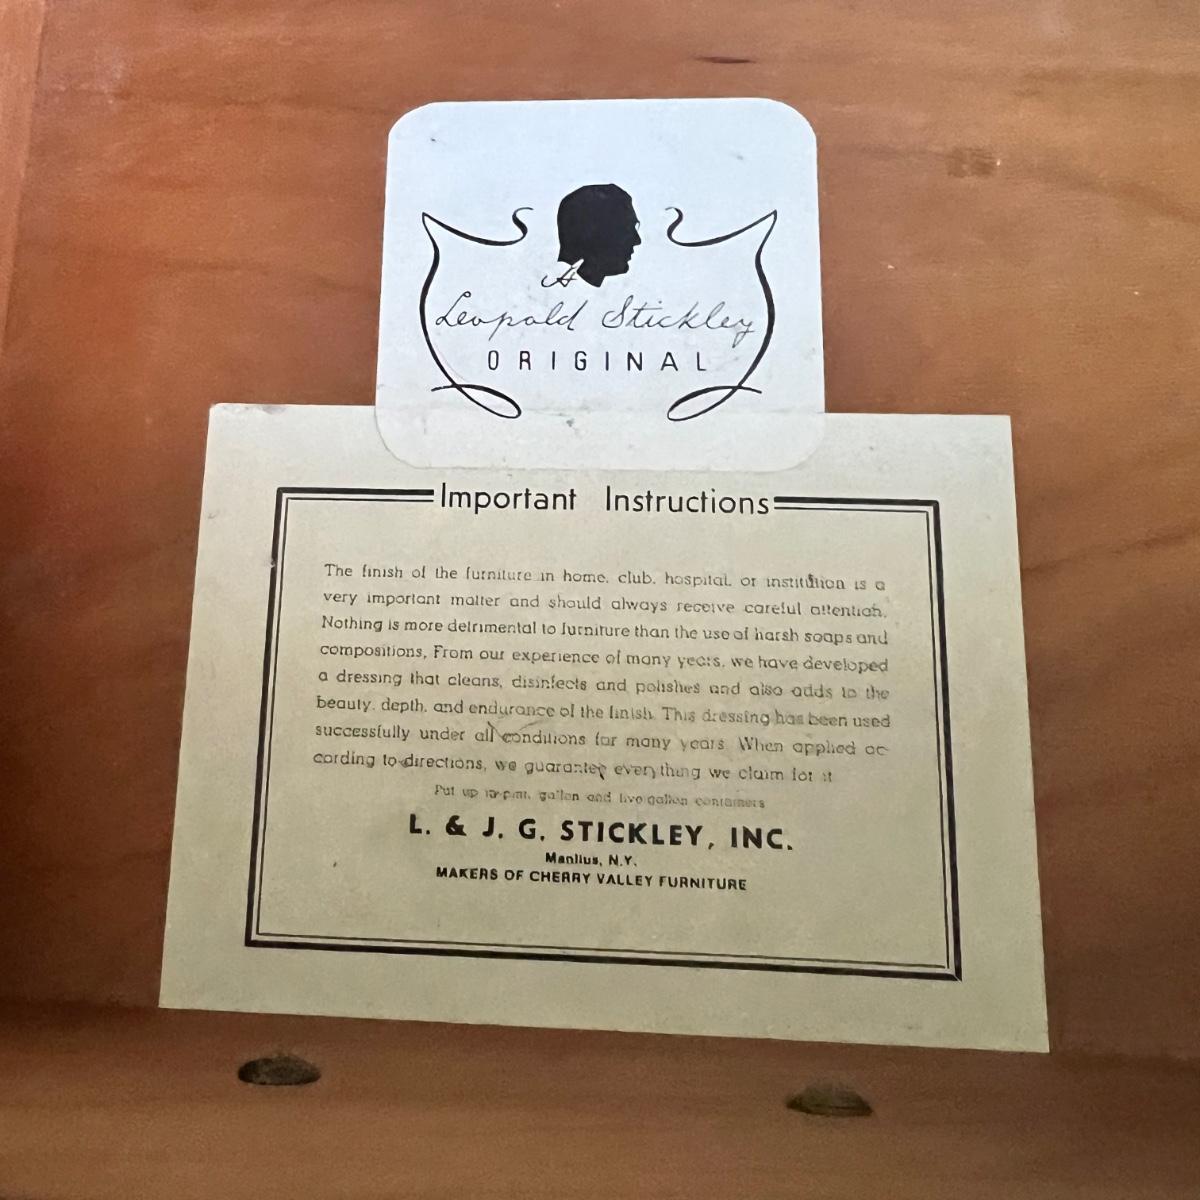 A
Leopold Stickley
ORIGINAL
Important Instructions
The finish of the furniture in home, club, hospital, or institution is a
very important matter and should always receive careful attention.
Nothing is more detrimental to furniture than the use of harsh soaps and
compositions, From our experience of many years, we have developed
a dressing that cleans, disinfects and polishes and also adds to the
beauty, depth, and endurance of the finish. This dressing has been used
successfully under all conditions for many years. When applied ac-
cording to directions, we guarantee everything we claim for it
Put up in pint, gallon and five gallon containers
L. & J. G. STICKLEY, INC.
Manlius, N.Y.
MAKERS OF CHERRY VALLEY FURNITURE